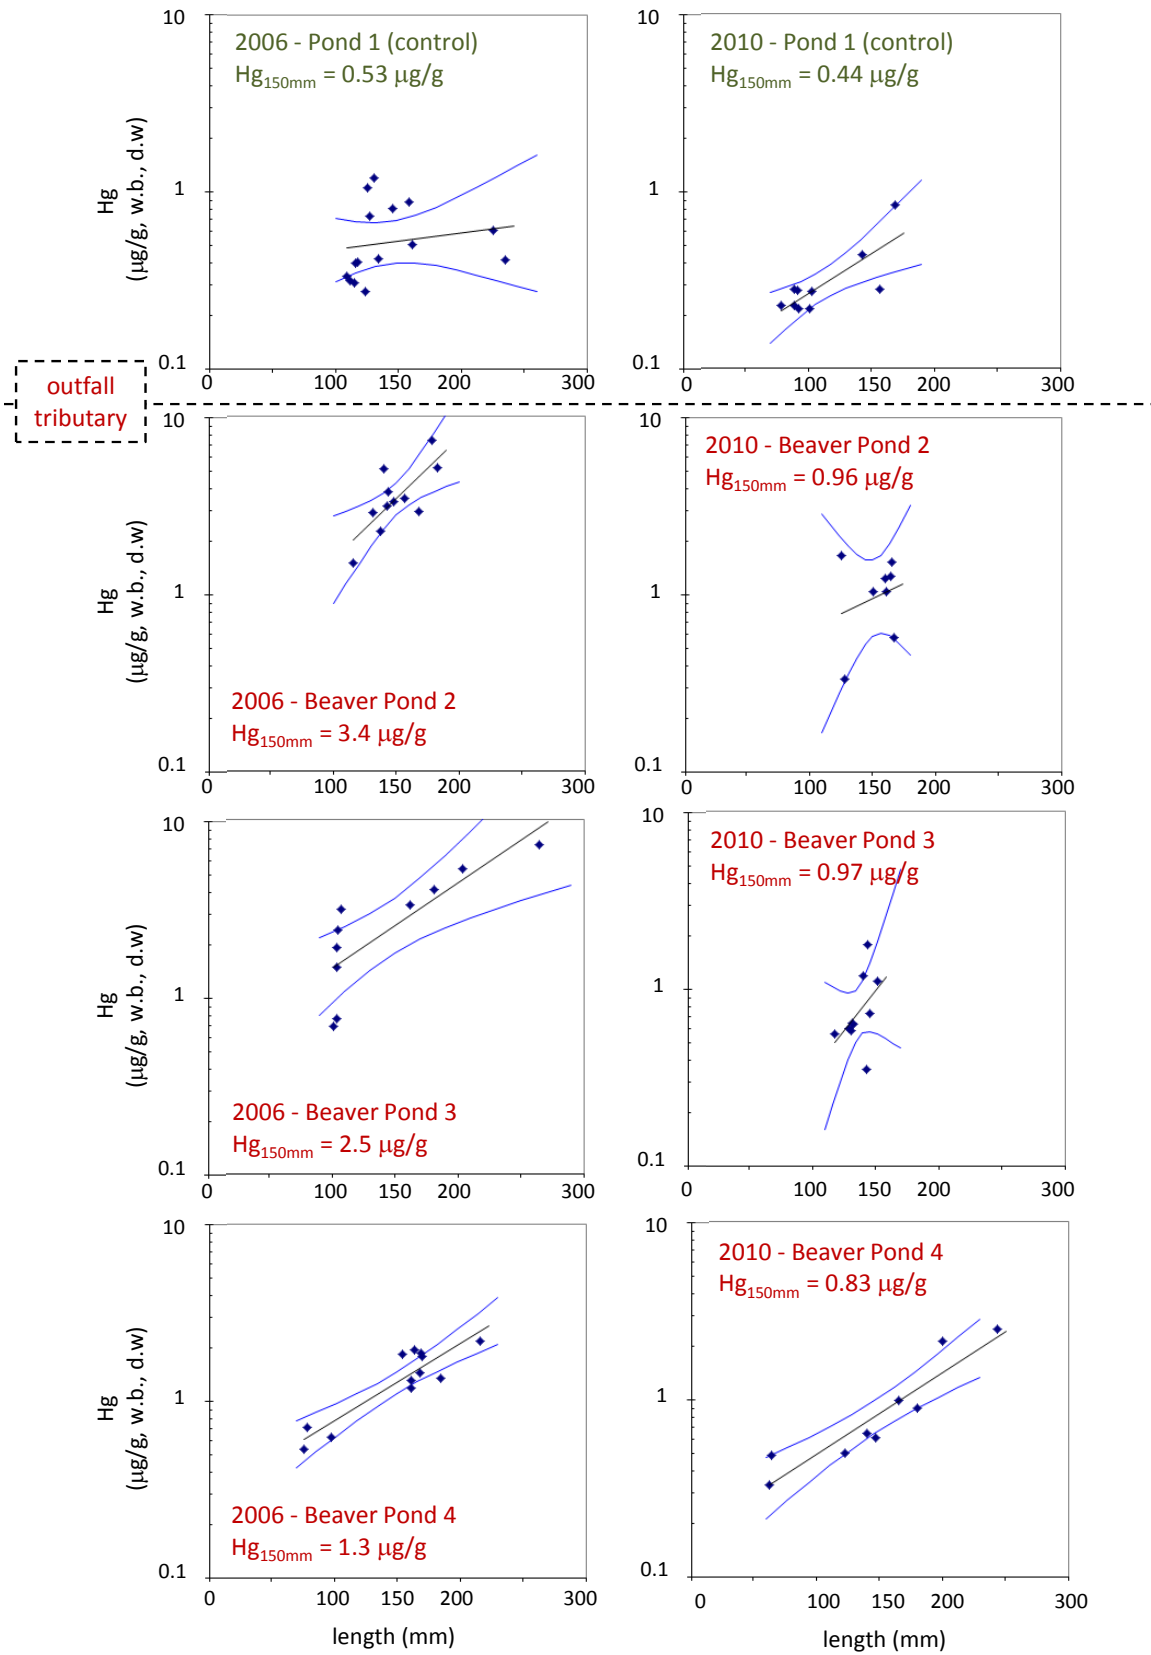 10
2006 - Pond 1 (control)
Hg150mm = 0.53 µg/g
1
0.1
0 100 150 200 300
Hg
(µg/g, w.b., d.w)
10
2010 - Pond 1 (control)
Hg150mm = 0.44 µg/g
1
0.1
0 100 150 200 300
outfall
tributary
10
1
0.1
2006 - Beaver Pond 2
Hg150mm = 3.4 µg/g
0 100 150 200 300
Hg
(µg/g, w.b., d.w)
10
2010 - Beaver Pond 2
Hg150mm = 0.96 µg/g
1
0.1
0 100 150 200 300
10
1
0.1
2006 - Beaver Pond 3
Hg150mm = 2.5 µg/g
0 100 150 200 300
Hg
(µg/g, w.b., d.w)
10
2010 - Beaver Pond 3
Hg150mm = 0.97 µg/g
1
0.1
0 100 150 200 300
10
1
0.1
2006 - Beaver Pond 4
Hg150mm = 1.3 µg/g
0 100 150 200 300
Hg
(µg/g, w.b., d.w)
length (mm)
10
2010 - Beaver Pond 4
Hg150mm = 0.83 µg/g
1
0.1
0 100 150 200 300
length (mm)